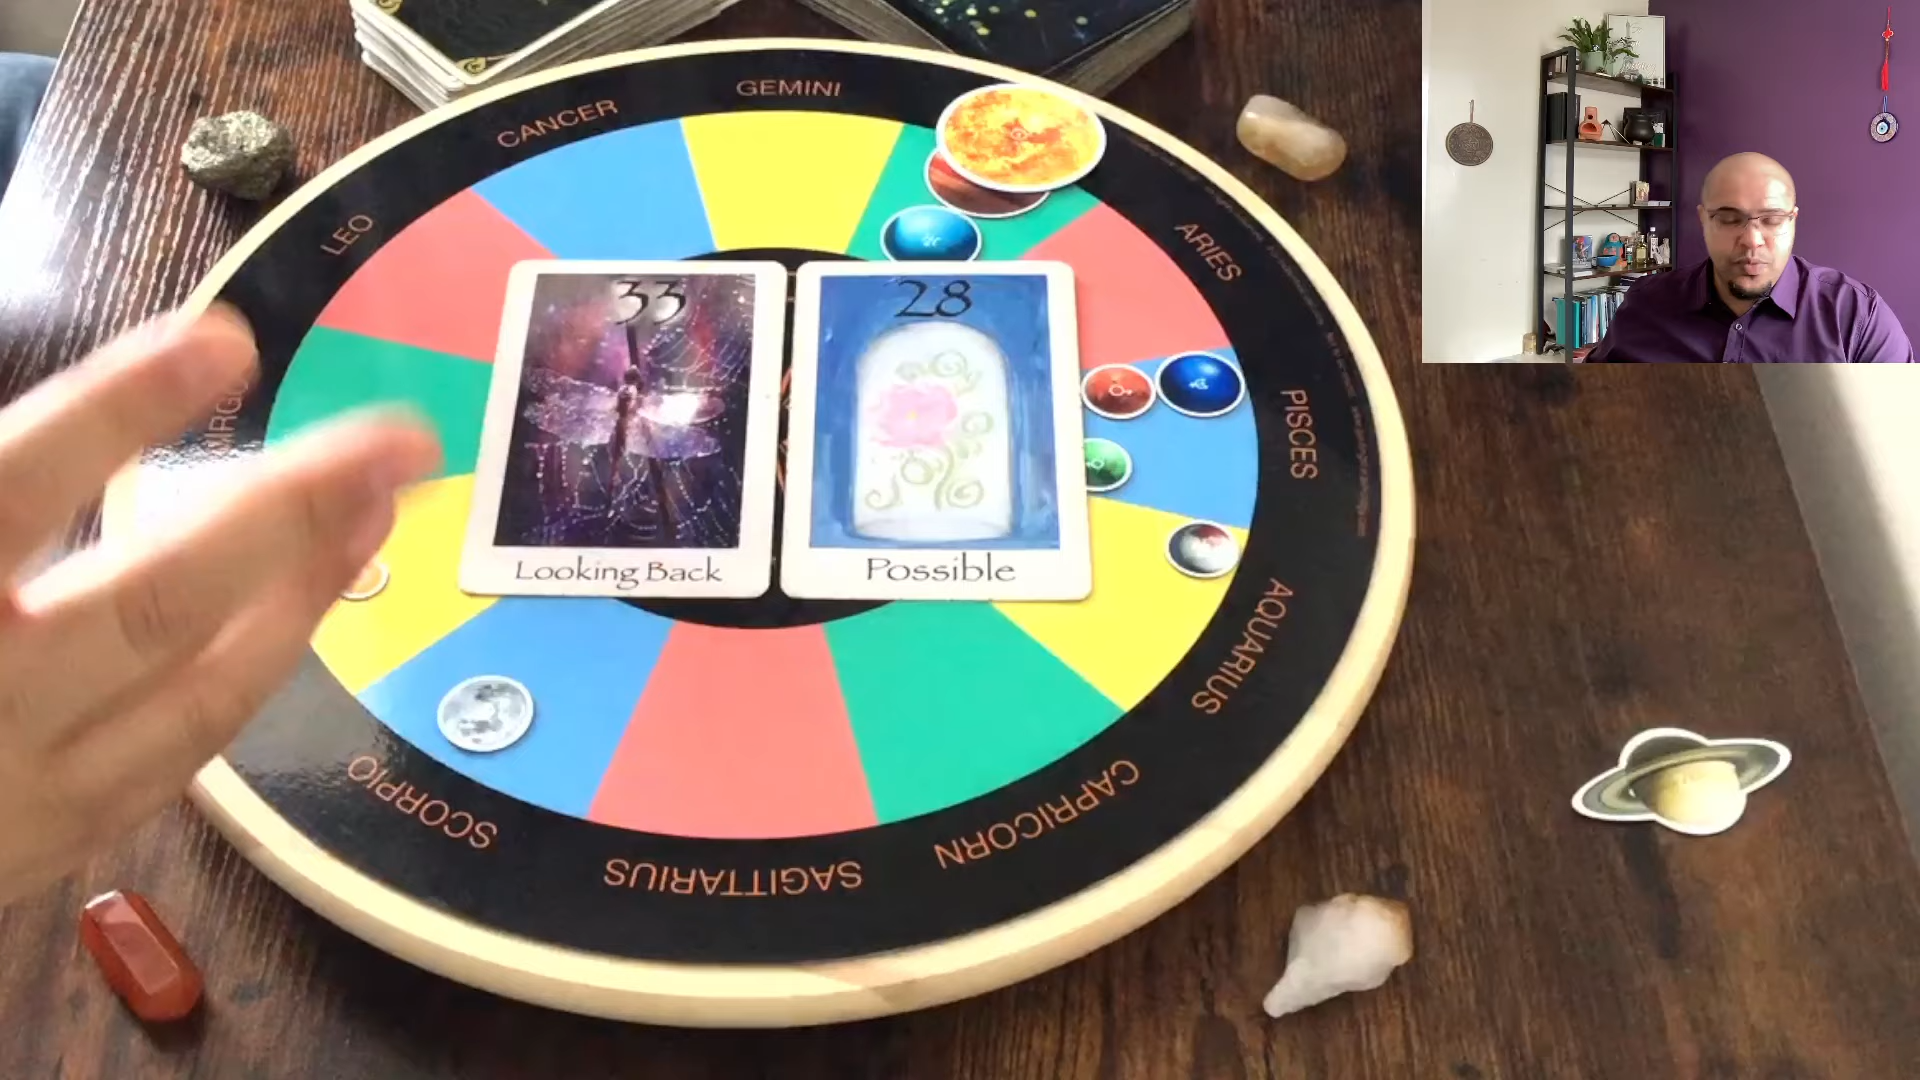 GEMINI
CANCER
ARIES
LEO
33
28
PISCES
Looking Back
Possible
AQUARIUS
SCORPIO
CAPRICORN
SAGITTARIUS